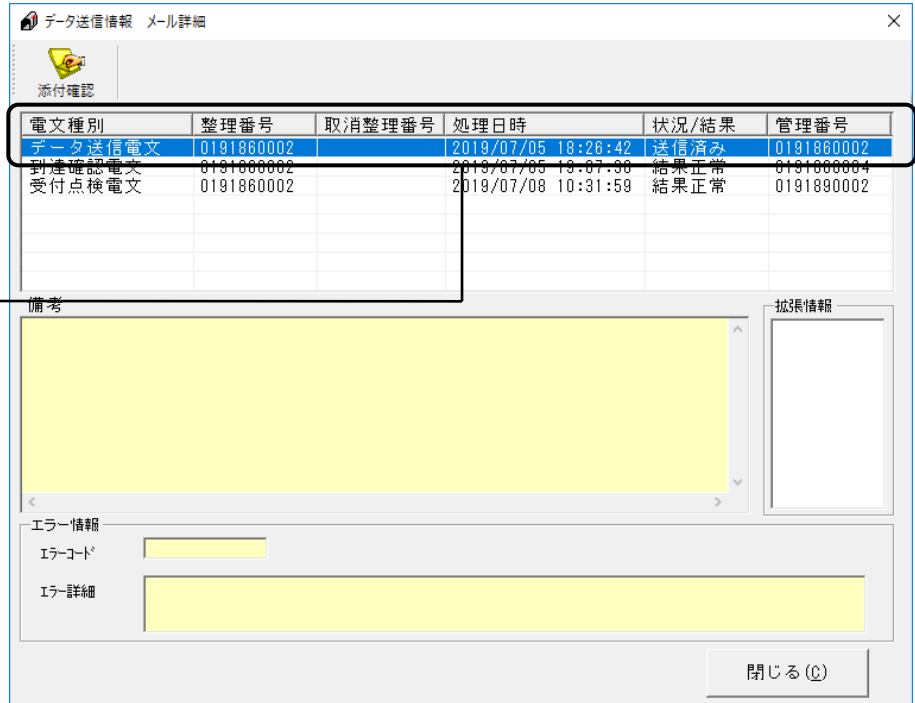 データ送信情報 メール詳細
添付確認
電文種別 整理番号 取消整理番号 処理日時 状況/結果 管理番号
データ送信電文 0191860002 2019/07/05 18:26:42 送信済み 0191860002
到達確認電文 0191860002 2019/07/05 結果正常
受付点検電文 0191860002 2019/07/08 10:31:59 結果正常 0191890002
備考
拡張情報
エラー情報
エラーコード
エラー詳細
閉じる(C)